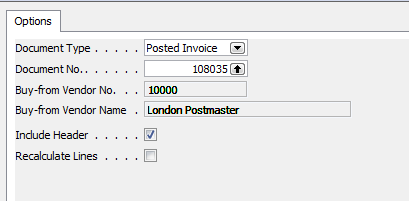 Options
Document Type . . . . . Posted Invoice
Document No. . . . . . 108035
Buy-from Vendor No. . . 10000
Buy-from Vendor Name . London Postmaster
Include Header . . . . .
Recalculate Lines . . . . .